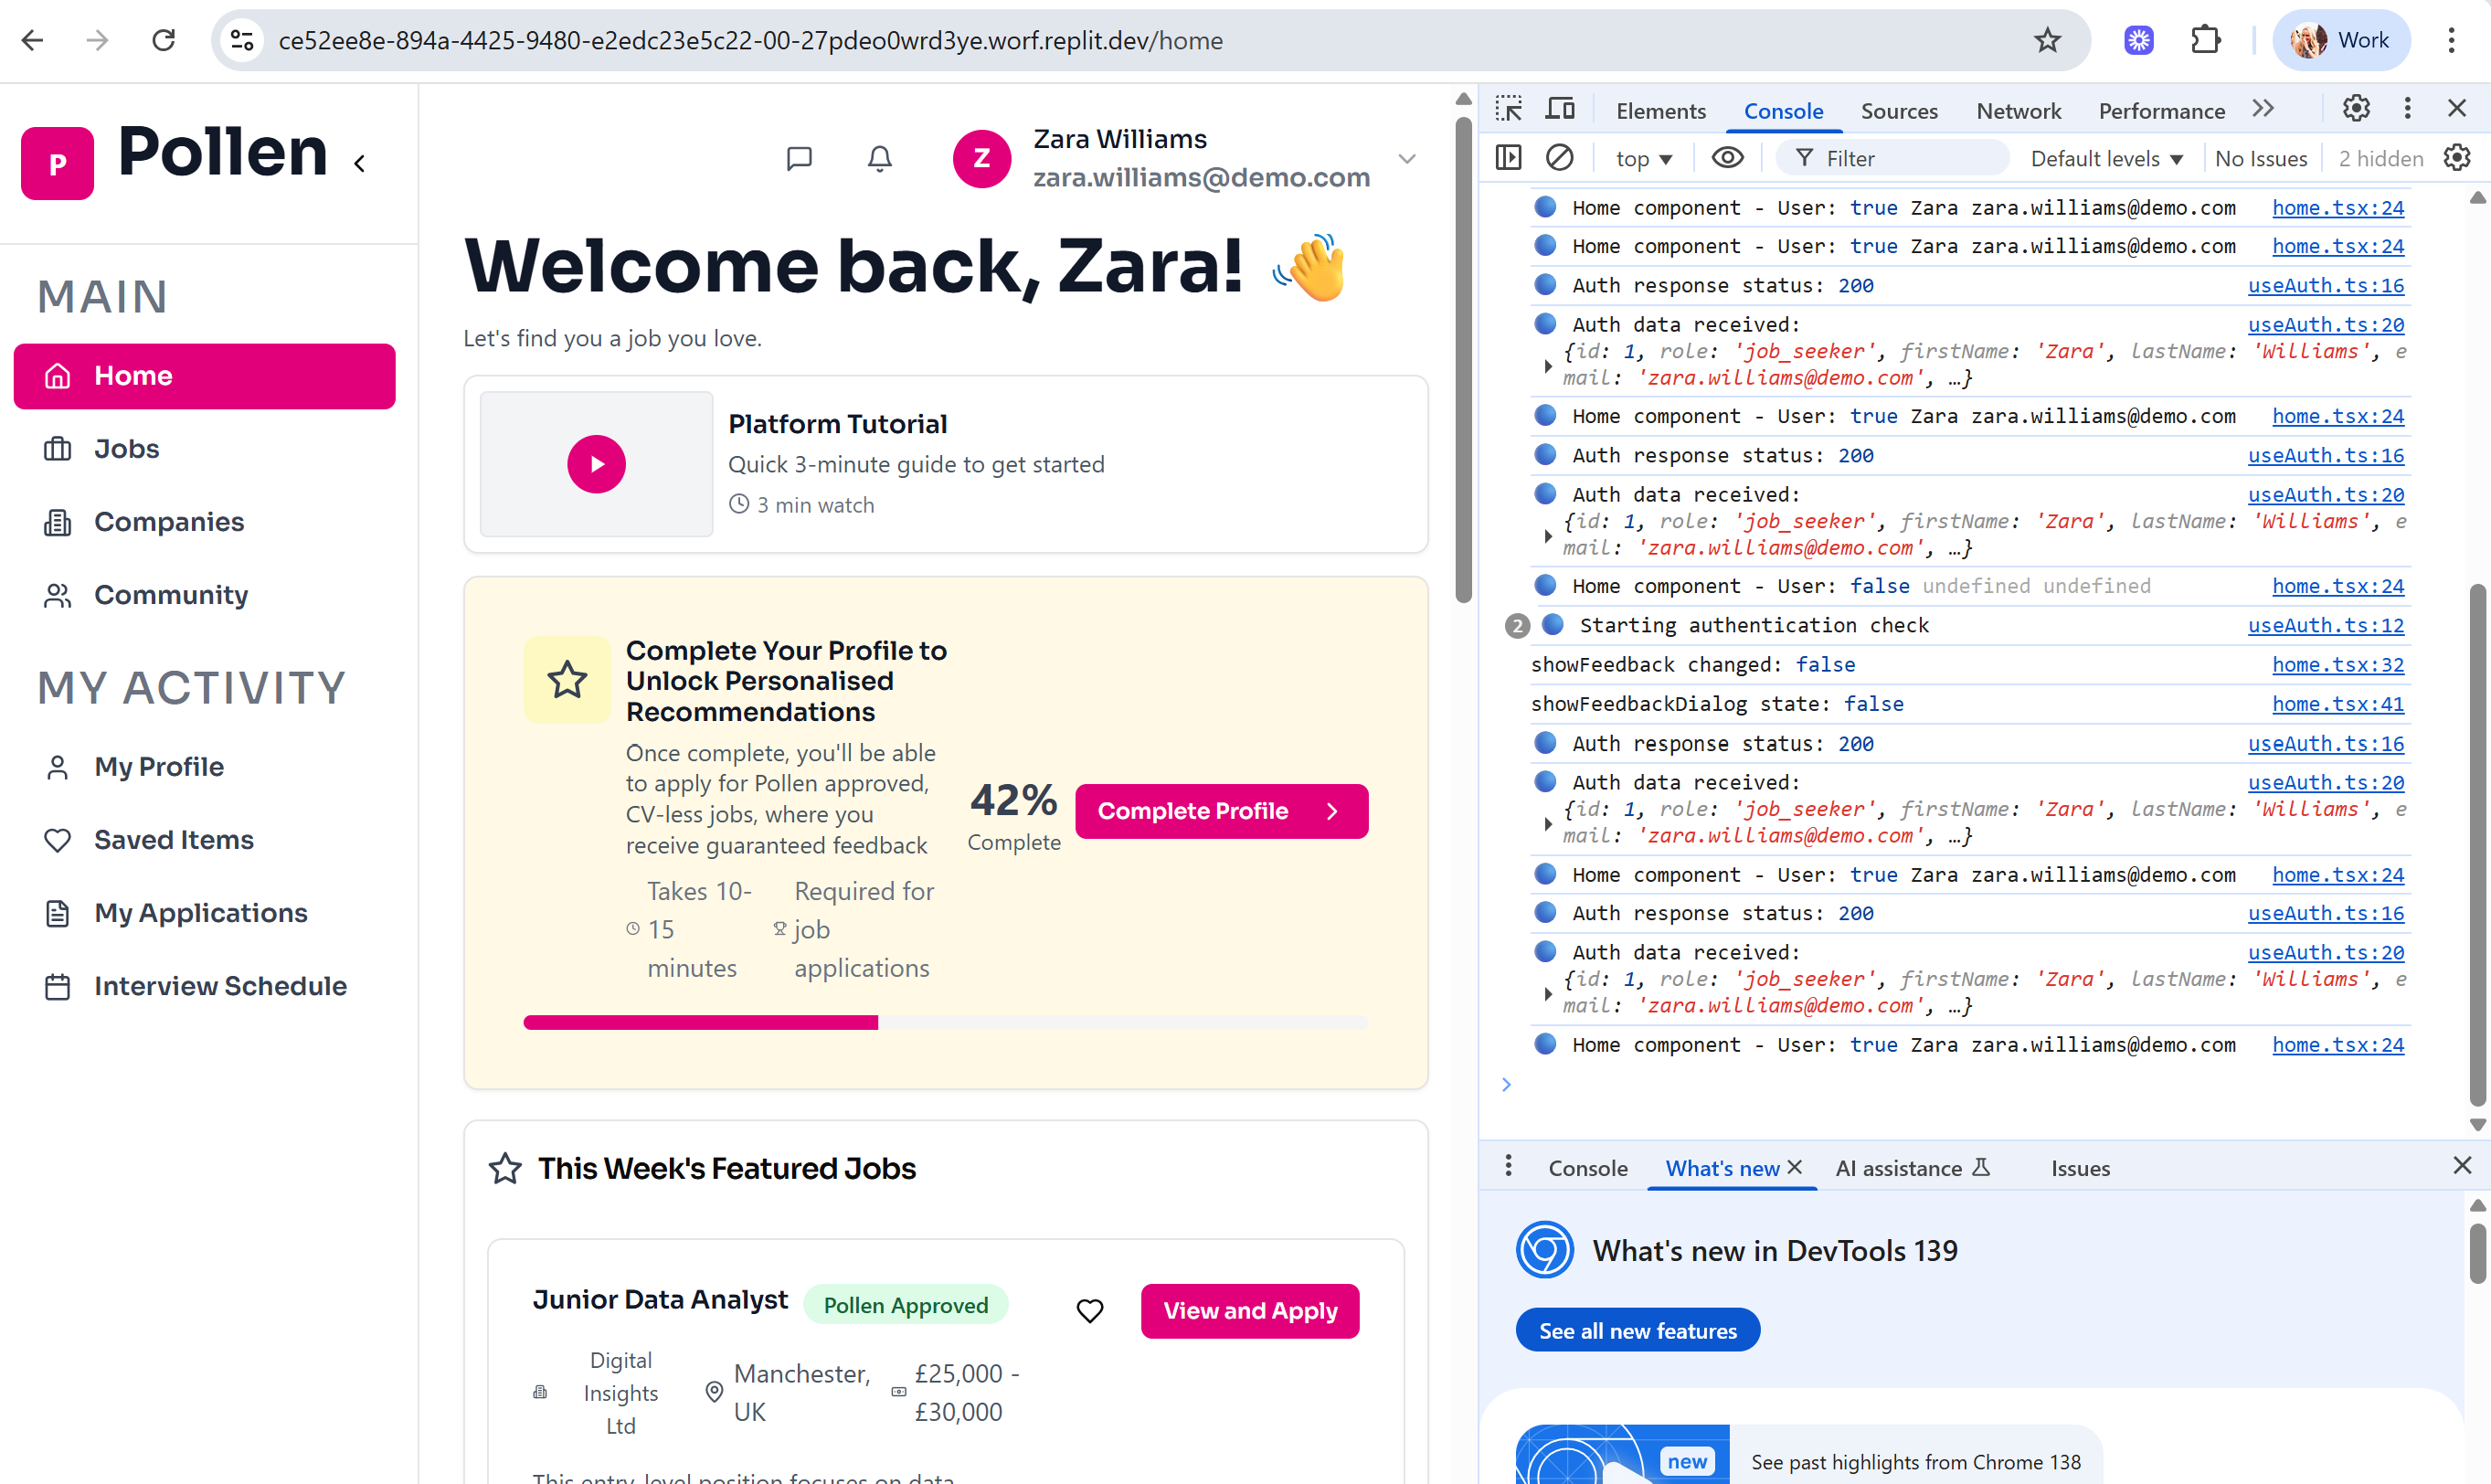 ce52ee8e-894a-4425-9480-e2edc23e5c22-00-27pdeo0wrd3ye.worf.replit.dev/home
Work
P
Pollen
MAIN
Home
Jobs
Companies
Community
MY ACTIVITY
My Profile
Saved Items
My Applications
Interview Schedule
Z
Zara Williams
zara.williams@demo.com
Welcome back, Zara! 👋
Let's find you a job you love.
Platform Tutorial
Quick 3-minute guide to get started
3 min watch
Complete Your Profile to
Unlock Personalised
Recommendations
Once complete, you'll be able
to apply for Pollen approved,
CV-less jobs, where you
receive guaranteed feedback
Takes 10-
15
minutes
Required for
job
applications
42%
Complete
Complete Profile
This Week's Featured Jobs
Junior Data Analyst
Pollen Approved
View and Apply
Digital
Insights
Ltd
Manchester,
UK
£25,000 -
£30,000
This entry-level position focuses on data
Elements Console Sources Network Performance
top Filter Default levels No Issues 2 hidden
Home component - User: true Zara zara.williams@demo.com home.tsx:24
Home component - User: true Zara zara.williams@demo.com home.tsx:24
Auth response status: 200 useAuth.ts:16
Auth data received: useAuth.ts:20
{id: 1, role: 'job_seeker', firstName: 'Zara', lastName: 'Williams', e
mail: 'zara.williams@demo.com', …}
Home component - User: true Zara zara.williams@demo.com home.tsx:24
Auth response status: 200 useAuth.ts:16
Auth data received: useAuth.ts:20
{id: 1, role: 'job_seeker', firstName: 'Zara', lastName: 'Williams', e
mail: 'zara.williams@demo.com', …}
Home component - User: false undefined undefined home.tsx:24
2 Starting authentication check useAuth.ts:12
showFeedback changed: false home.tsx:32
showFeedbackDialog state: false home.tsx:41
Auth response status: 200 useAuth.ts:16
Auth data received: useAuth.ts:20
{id: 1, role: 'job_seeker', firstName: 'Zara', lastName: 'Williams', e
mail: 'zara.williams@demo.com', …}
Home component - User: true Zara zara.williams@demo.com home.tsx:24
Auth response status: 200 useAuth.ts:16
Auth data received: useAuth.ts:20
{id: 1, role: 'job_seeker', firstName: 'Zara', lastName: 'Williams', e
mail: 'zara.williams@demo.com', …}
Home component - User: true Zara zara.williams@demo.com home.tsx:24
Console What's new AI assistance Issues
What's new in DevTools 139
See all new features
new
See past highlights from Chrome 138